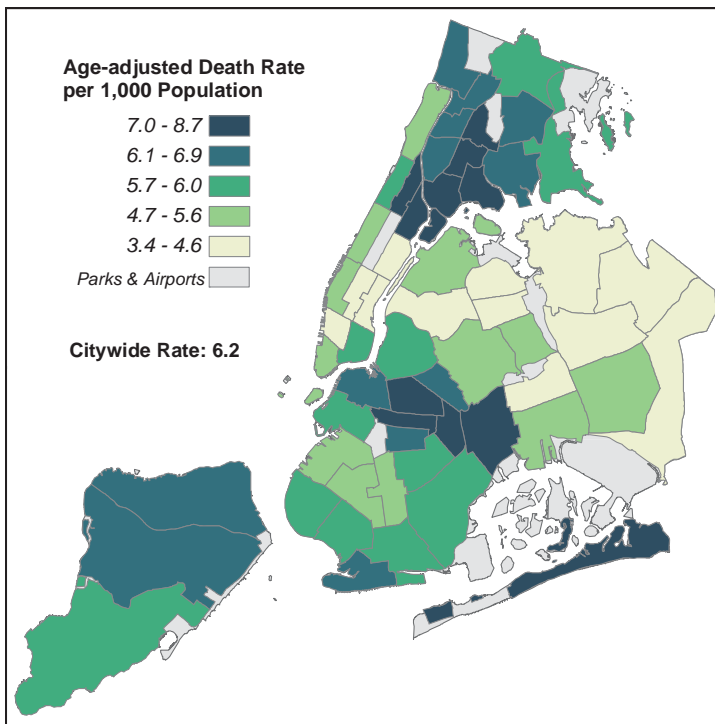 Age-adjusted Death Rate
per 1,000 Population
7.0 - 8.7
6.1 - 6.9
5.7 - 6.0
4.7 - 5.6
3.4 - 4.6
Parks & Airports
Citywide Rate: 6.2